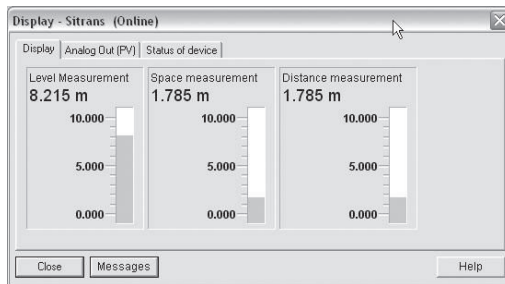 Display - Sitrans (Online)
Display Analog Out (PV) Status of device
Level Measurement
8.215 m
10.000
5.000
0.000
Space measurement
1.785 m
10.000
5.000
0.000
Distance measurement
1.785 m
10.000
5.000
0.000
Close Messages Help